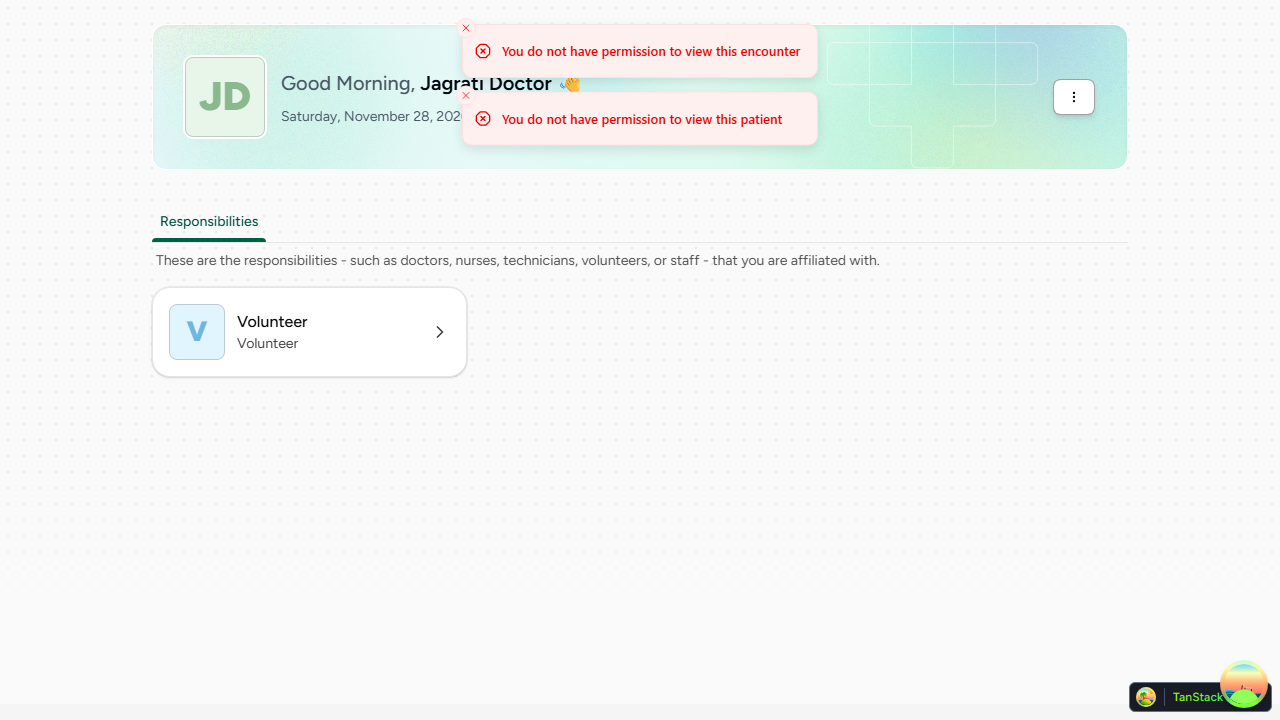 You do not have permission to view this encounter
JD
Good Morning, Jagrati Doctor 👋
Saturday, November 28, 202
You do not have permission to view this patient
Responsibilities
These are the responsibilities - such as doctors, nurses, technicians, volunteers, or staff - that you are affiliated with.
V
Volunteer
Volunteer
TanStack